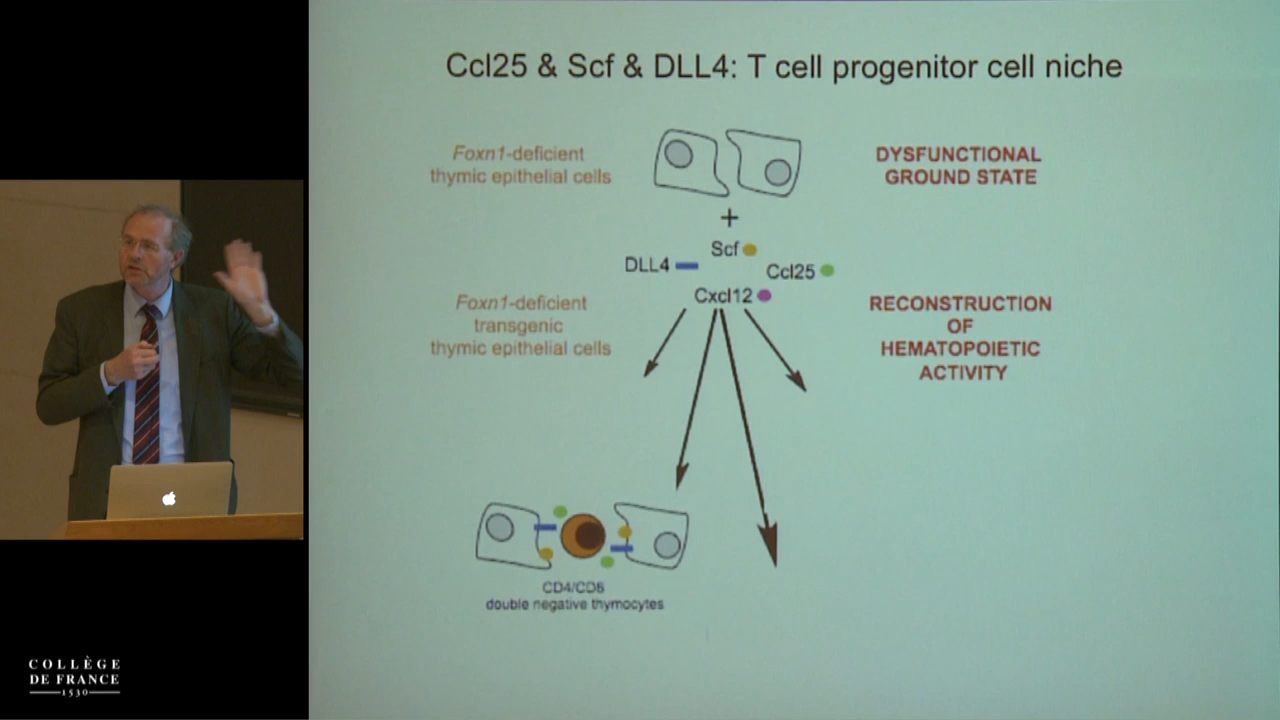 Ccl25 & Scf & DLL4: T cell progenitor cell niche
Foxn1-deficient
thymic epithelial cells
DYSFUNCTIONAL
GROUND STATE
+
Scf
DLL4
Ccl25
Cxcl12
Foxn1-deficient
transgenic
thymic epithelial cells
RECONSTRUCTION
OF
HEMATOPOIETIC
ACTIVITY
CD4/CD8
double negative thymocytes
COLLÈGE
DE FRANCE
1530